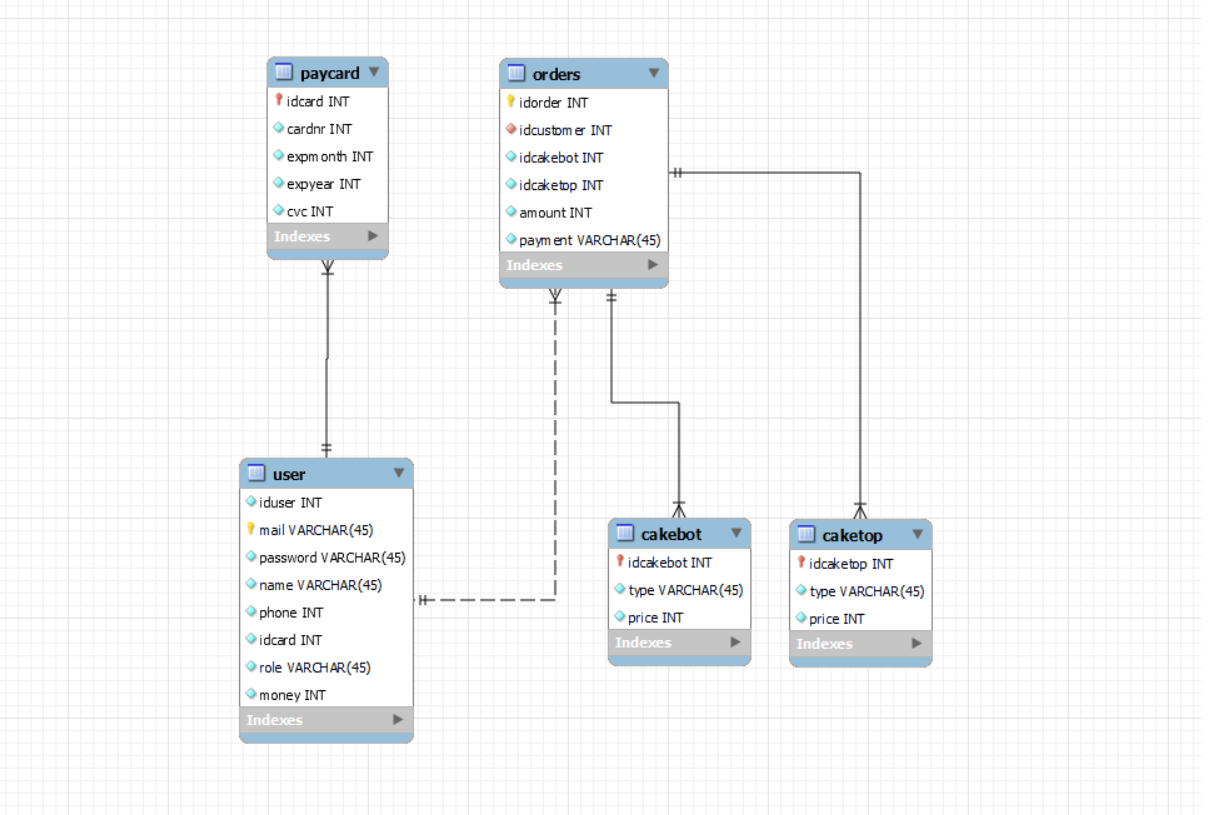 paycard
idcard INT
cardnr INT
expmonth INT
expyear INT
cvc INT
Indexes
orders
idorder INT
idcustomer INT
idcakebot INT
idcaketop INT
amount INT
payment VARCHAR(45)
Indexes
user
iduser INT
mail VARCHAR(45)
password VARCHAR(45)
name VARCHAR(45)
phone INT
idcard INT
role VARCHAR(45)
money INT
Indexes
cakebot
idcakebot INT
type VARCHAR(45)
price INT
Indexes
caketop
idcaketop INT
type VARCHAR(45)
price INT
Indexes